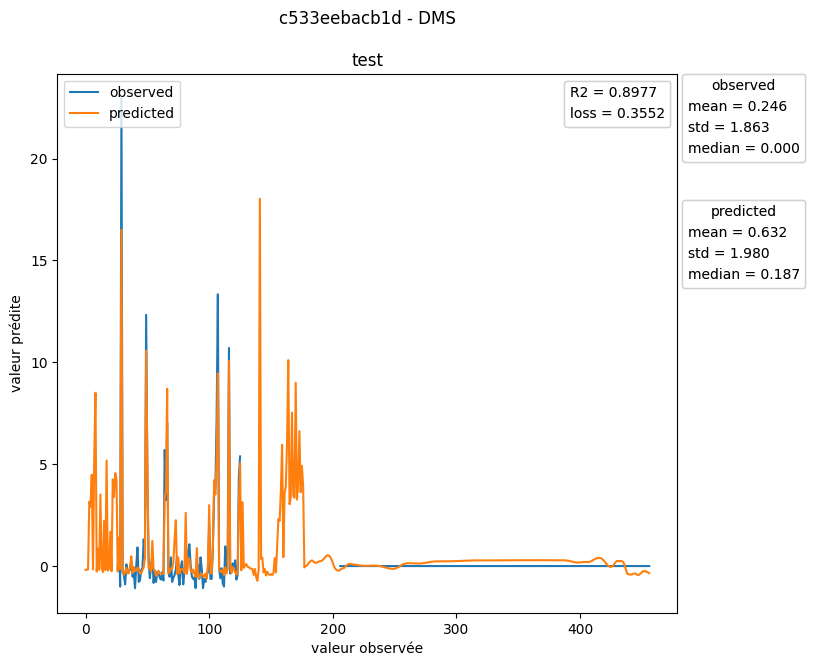 c533eebacb1d - DMS
test
observed
predicted
R2 = 0.8977
loss = 0.3552
observed
mean = 0.246
std = 1.863
median = 0.000
predicted
mean = 0.632
std = 1.980
median = 0.187
valeur prédite
20
15
10
5
0
0 100 200 300 400
valeur observée